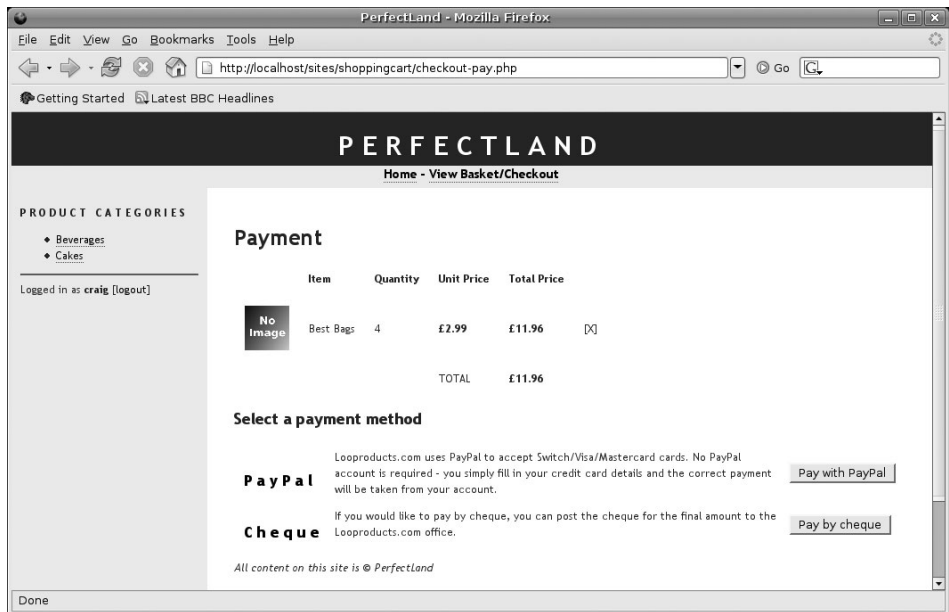 PerfectLand - Mozilla Firefox
File Edit View Go Bookmarks Tools Help
http://localhost/sites/shoppingcart/checkout-pay.php Go G
Getting Started Latest BBC Headlines
PERFECTLAND
Home - View Basket/Checkout
PRODUCT CATEGORIES
Beverages
Cakes
Logged in as craig [logout]
Payment
Item Quantity Unit Price Total Price
No
Image
Best Bags 4 £2.99 £11.96 [X]
TOTAL £11.96
Select a payment method
PayPal
Looproducts.com uses PayPal to accept Switch/Visa/Mastercard cards. No PayPal
account is required - you simply fill in your credit card details and the correct payment
will be taken from your account.
Pay with PayPal
Cheque
If you would like to pay by cheque, you can post the cheque for the final amount to the
Looproducts.com office.
Pay by cheque
All content on this site is © PerfectLand
Done